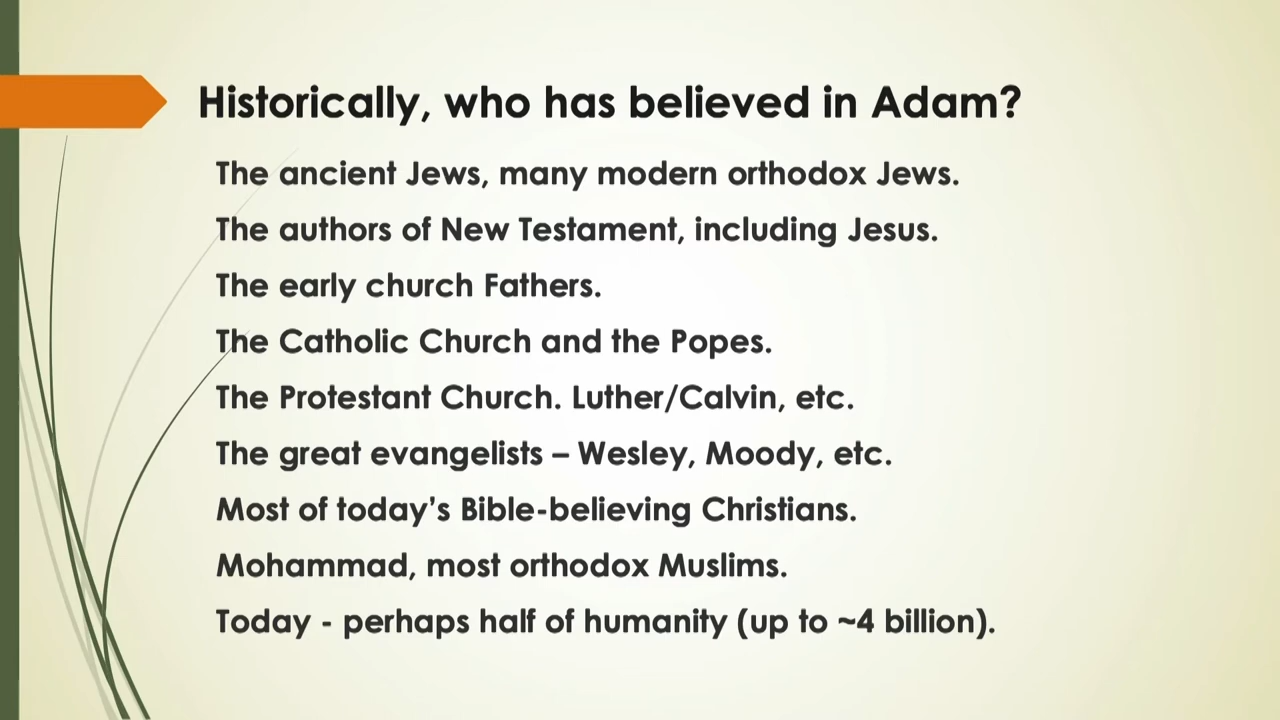 Historically, who has believed in Adam?
The ancient Jews, many modern orthodox Jews.
The authors of New Testament, including Jesus.
The early church Fathers.
The Catholic Church and the Popes.
The Protestant Church. Luther/Calvin, etc.
The great evangelists – Wesley, Moody, etc.
Most of today’s Bible-believing Christians.
Mohammad, most orthodox Muslims.
Today - perhaps half of humanity (up to ~4 billion).